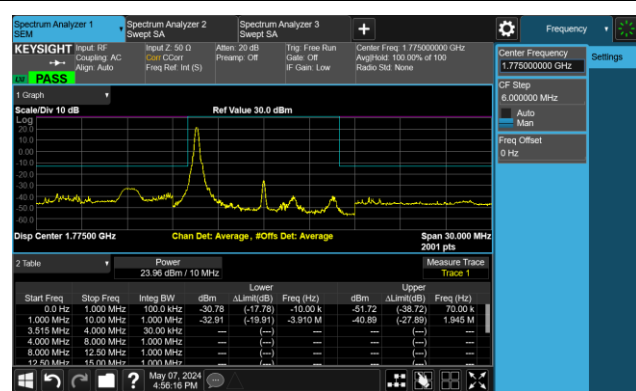 Spectrum Analyzer 1
SEM
Spectrum Analyzer 2
Swept SA
Spectrum Analyzer 3
Swept SA
Frequency
KEYSIGHT
Input: RF
Coupling: AC
Align: Auto
Input Z: 50 Ω
Corr CCorr
Freq Ref: Int (S)
Atten: 20 dB
Preamp: Off
Trig: Free Run
Gate: Off
IF Gain: Low
Center Freq: 1.775000000 GHz
Avg|Hold: 100.00% of 100
Radio Std: None
PASS
Center Frequency
1.775000000 GHz
Settings
CF Step
6.000000 MHz
Auto
Man
Freq Offset
0 Hz
1 Graph
Scale/Div 10 dB
Ref Value 30.0 dBm
Log
20.0
10.0
0.00
-10.0
-20.0
-30.0
-40.0
-50.0
-60.0
Disp Center 1.77500 GHz
Chan Det: Average, #Offs Det: Average
Span 30.000 MHz
2001 pts
2 Table
Power
23.96 dBm / 10 MHz
Measure Trace
Trace 1
Lower Upper
Start Freq Stop Freq Integ BW dBm ΔLimit(dB) Freq (Hz) dBm ΔLimit(dB) Freq (Hz)
0.0 Hz 1.000 MHz 100.0 kHz -30.78 (-17.78) -10.00 k -51.72 (-38.72) 70.00 k
1.000 MHz 10.00 MHz 1.000 MHz -32.91 (-19.91) -3.910 M -40.89 (-27.89) 1.945 M
3.515 MHz 4.000 MHz 30.00 kHz --- (---) --- --- (---) ---
4.000 MHz 8.000 MHz 1.000 MHz --- (---) --- --- (---) ---
8.000 MHz 12.50 MHz 1.000 MHz --- (---) --- --- (---) ---
12.50 MHz 15.00 MHz 1.000 MHz --- (---) --- --- (---) ---
May 07, 2024
4:56:16 PM